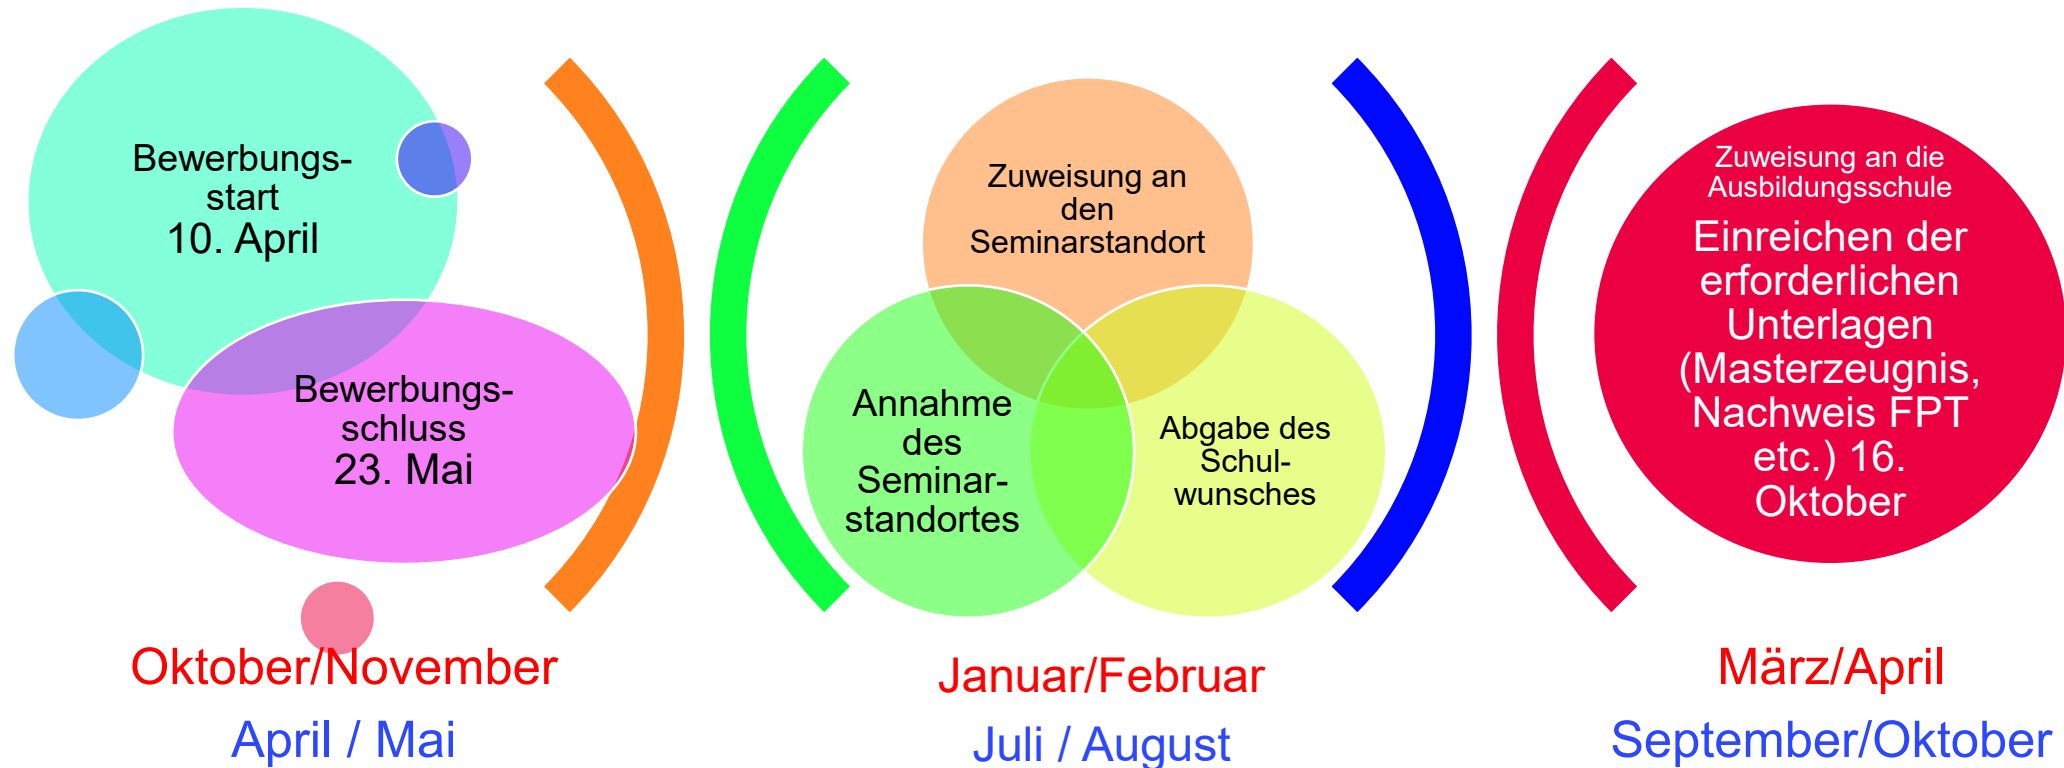 Bewerbungs-
start
10. April
Bewerbungs-
schluss
23. Mai
Oktober/November
April / Mai
Zuweisung an
den
Seminarstandort
Annahme
des
Seminar-
standortes
Abgabe des
Schul-
wunsches
Januar/Februar
Juli / August
Zuweisung an die
Ausbildungsschule
Einreichen der
erforderlichen
Unterlagen
(Masterzeugnis,
Nachweis FPT
etc.) 16.
Oktober
März/April
September/Oktober